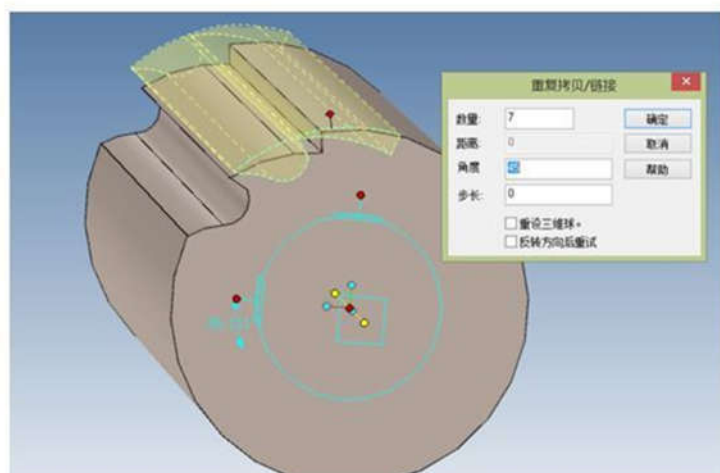 重复拷贝/链接
数量: 7
确定
距离: 0
取消
角度 45
帮助
步长: 0
重设三维球。
反转方向后重试